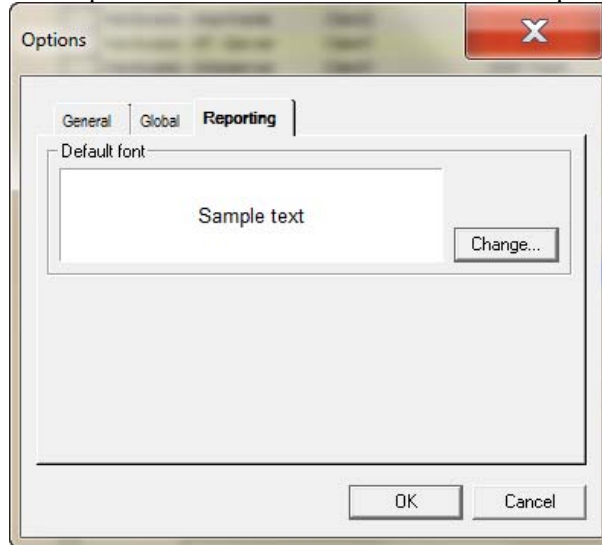 Options
General Global Reporting
Default font
Sample text
Change...
OK Cancel